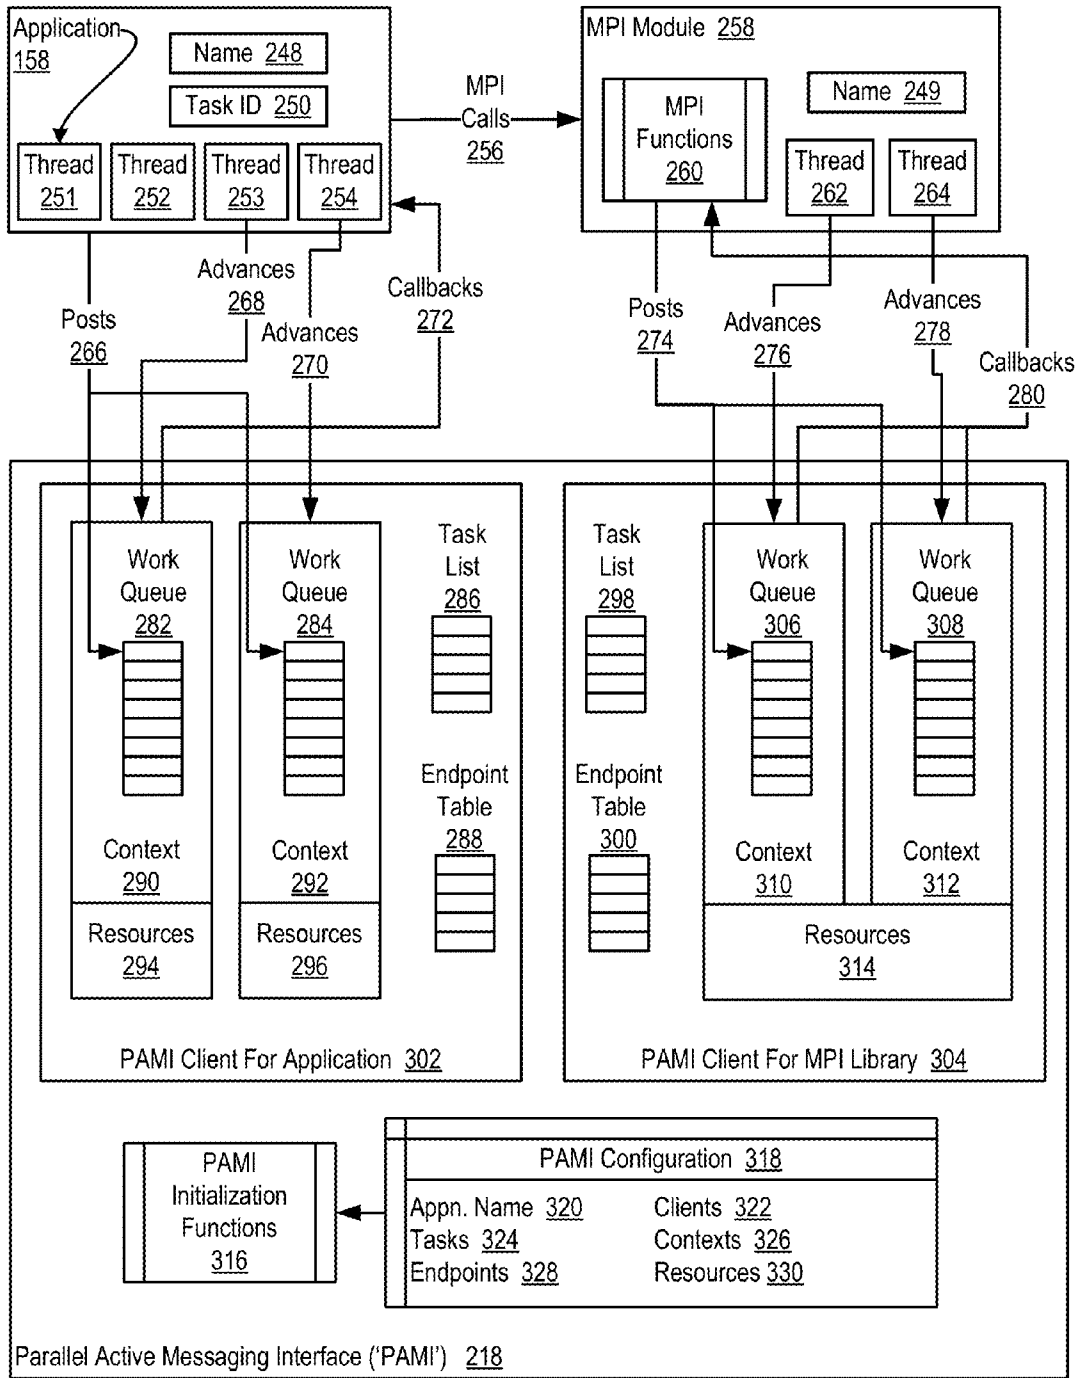 Application
158
Name 248
Task ID 250
Thread
251
Thread
252
Thread
253
Thread
254
MPI
Calls
256
MPI Module 258
MPI
Functions
260
Name 249
Thread
262
Thread
264
Posts
266
Advances
268
Advances
270
Callbacks
272
Posts
274
Advances
276
Advances
278
Callbacks
280
Work
Queue
282
Work
Queue
284
Task
List
286
Task
List
298
Work
Queue
306
Work
Queue
308
Endpoint
Table
288
Endpoint
Table
300
Context
290
Context
292
Context
310
Context
312
Resources
294
Resources
296
Resources
314
PAMI Client For Application 302
PAMI Client For MPI Library 304
PAMI
Initialization
Functions
316
PAMI Configuration 318
Appn. Name 320
Clients 322
Tasks 324
Contexts 326
Endpoints 328
Resources 330
Parallel Active Messaging Interface ('PAMI') 218